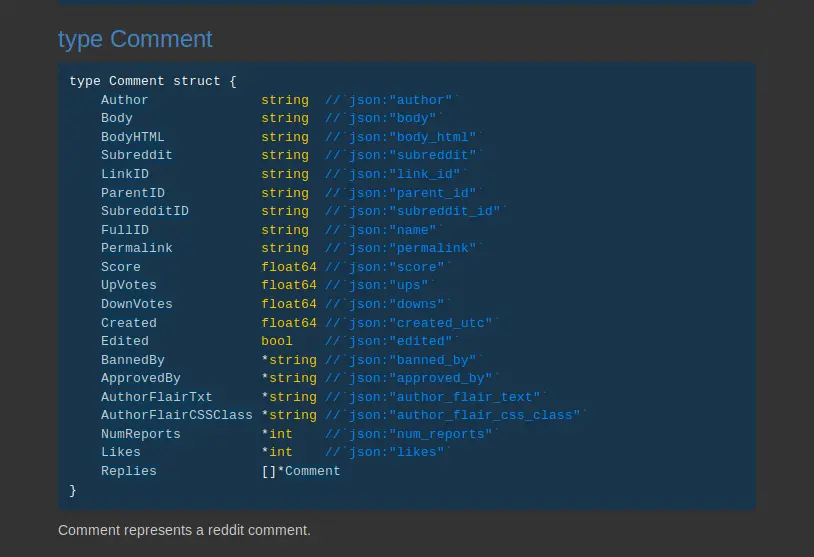 type Comment
type Comment struct {
    Author              string  //`json:"author"`
    Body                string  //`json:"body"`
    BodyHTML            string  //`json:"body_html"`
    Subreddit           string  //`json:"subreddit"`
    LinkID              string  //`json:"link_id"`
    ParentID            string  //`json:"parent_id"`
    SubredditID         string  //`json:"subreddit_id"`
    FullID              string  //`json:"name"`
    Permalink           string  //`json:"permalink"`
    Score               float64 //`json:"score"`
    UpVotes             float64 //`json:"ups"`
    DownVotes           float64 //`json:"downs"`
    Created             float64 //`json:"created_utc"`
    Edited              bool    //`json:"edited"`
    BannedBy            *string //`json:"banned_by"`
    ApprovedBy          *string //`json:"approved_by"`
    AuthorFlairTxt      *string //`json:"author_flair_text"`
    AuthorFlairCSSClass *string //`json:"author_flair_css_class"`
    NumReports          *int    //`json:"num_reports"`
    Likes               *int    //`json:"likes"`
    Replies             []*Comment
}
Comment represents a reddit comment.